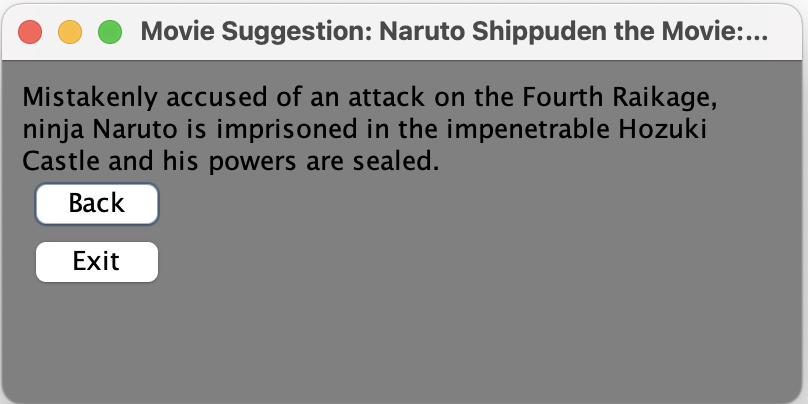 Movie Suggestion: Naruto Shippuden the Movie:...
Mistakenly accused of an attack on the Fourth Raikage,
ninja Naruto is imprisoned in the impenetrable Hozuki
Castle and his powers are sealed.
Back
Exit